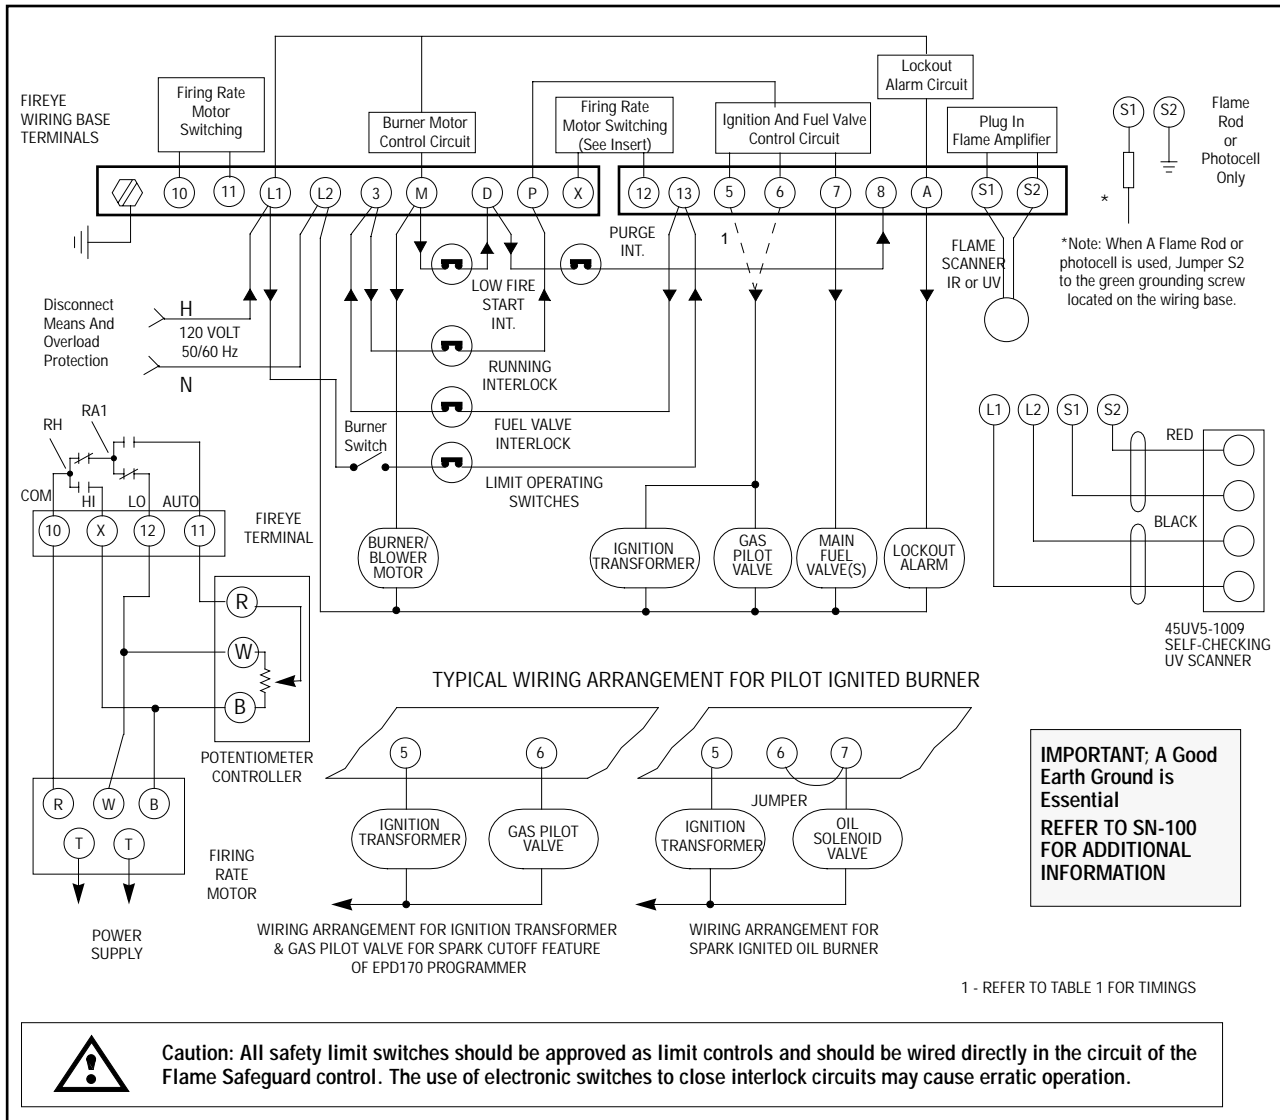 FIREYE
WIRING BASE
TERMINALS
Firing Rate
Motor
Switching
Burner Motor
Control Circuit
Firing Rate
Motor Switching
(See Insert)
Ignition And Fuel Valve
Control Circuit
Lockout
Alarm Circuit
Plug In
Flame Amplifier
S1
S2
Flame
Rod
or
Photocell
Only
*
*Note: When A Flame Rod or
photocell is used, Jumper S2
to the green grounding screw
located on the wiring base.
10
11
L1
L2
3
M
D
P
X
12
13
5
6
7
8
A
S1
S2
PURGE
INT.
1
FLAME
SCANNER
IR or UV
LOW FIRE
START
INT.
Disconnect
Means And
Overload
Protection
H
120 VOLT
50/60 Hz
N
RUNNING
INTERLOCK
FUEL VALVE
INTERLOCK
Burner
Switch
LIMIT OPERATING
SWITCHES
RH
RA1
COM
HI
LO
AUTO
10
X
12
11
FIREYE
TERMINAL
BURNER/
BLOWER
MOTOR
IGNITION
TRANSFORMER
GAS
PILOT
VALVE
MAIN
FUEL
VALVE(S)
LOCKOUT
ALARM
L1
L2
S1
S2
RED
BLACK
45UV5-1009
SELF-CHECKING
UV SCANNER
R
W
B
POTENTIOMETER
CONTROLLER
R
W
B
T
T
FIRING
RATE
MOTOR
POWER
SUPPLY
TYPICAL WIRING ARRANGEMENT FOR PILOT IGNITED BURNER
5
6
IGNITION
TRANSFORMER
GAS PILOT
VALVE
WIRING ARRANGEMENT FOR IGNITION TRANSFORMER
& GAS PILOT VALVE FOR SPARK CUTOFF FEATURE
OF EPD170 PROGRAMMER
5
6
7
JUMPER
IGNITION
TRANSFORMER
OIL
SOLENOID
VALVE
WIRING ARRANGEMENT FOR
SPARK IGNITED OIL BURNER
IMPORTANT; A Good
Earth Ground is
Essential
REFER TO SN-100
FOR ADDITIONAL
INFORMATION
1 - REFER TO TABLE 1 FOR TIMINGS
Caution: All safety limit switches should be approved as limit controls and should be wired directly in the circuit of the
Flame Safeguard control. The use of electronic switches to close interlock circuits may cause erratic operation.